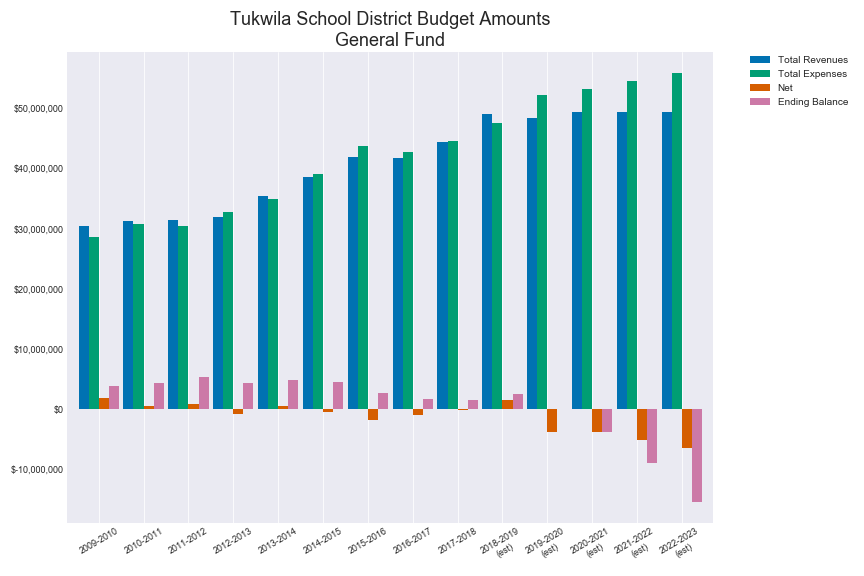 Tukwila School District Budget Amounts
General Fund
Total Revenues
Total Expenses
Net
Ending Balance
$50,000,000
$40,000,000
$30,000,000
$20,000,000
$10,000,000
$0
$-10,000,000
2009-2010
2010-2011
2011-2012
2012-2013
2013-2014
2014-2015
2015-2016
2016-2017
2017-2018
2018-2019
(est)
2019-2020
(est)
2020-2021
(est)
2021-2022
(est)
2022-2023
(est)